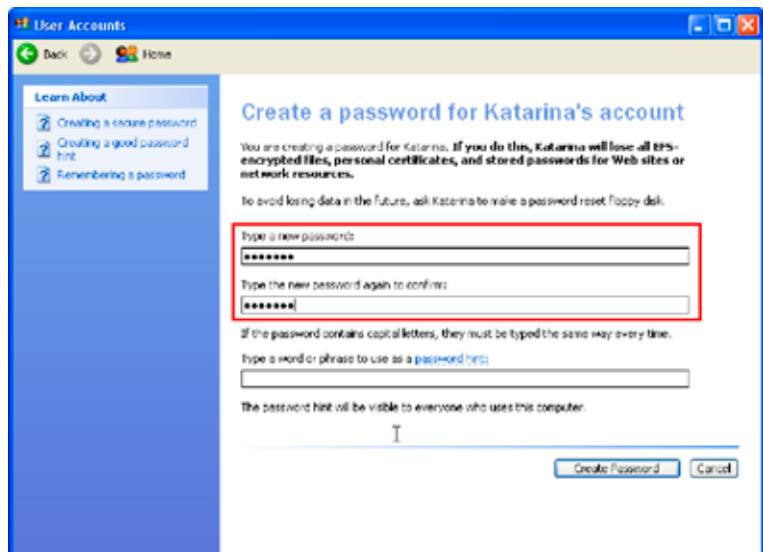 User Accounts
Back Home
Learn About
Creating a secure password
Creating a good password
hint
Remembering a password
Create a password for Katarina's account
You are creating a password for Katarina. If you do this, Katarina will lose all EFS-
encrypted files, personal certificates, and stored passwords for Web sites or
network resources.
To avoid losing data in the future, ask Katarina to make a password reset floppy disk.
Type a new password:
Type the new password again to confirm:
If the password contains capital letters, they must be typed the same way every time.
Type a word or phrase to use as a password hint:
The password hint will be visible to everyone who uses this computer.
Create Password Cancel